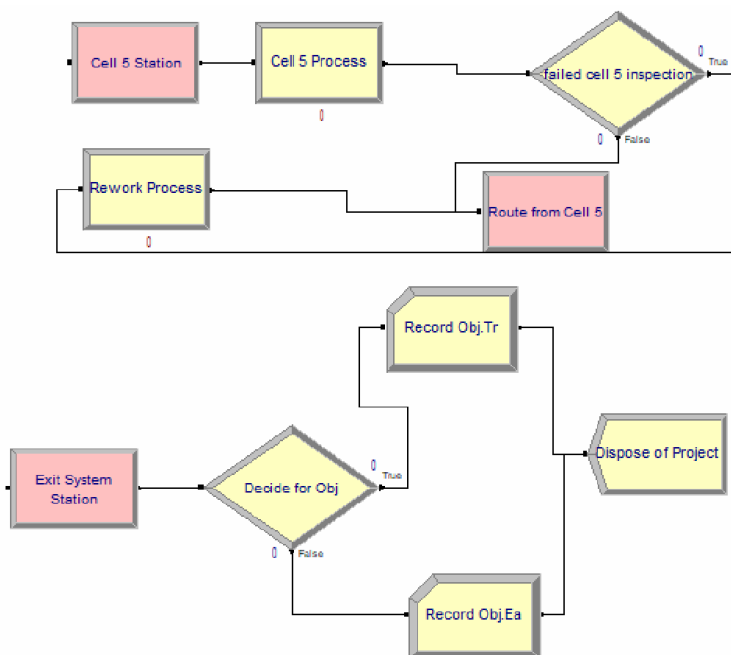 0
Cell 5 Station
Cell 5 Process
failed cell 5 inspection
True
0
0
False
Rework Process
Route from Cell 5
0
Record Obj.Tr
Exit System
Station
Decide for Obj
0
True
Dispose of Project
0
False
Record Obj.Ea